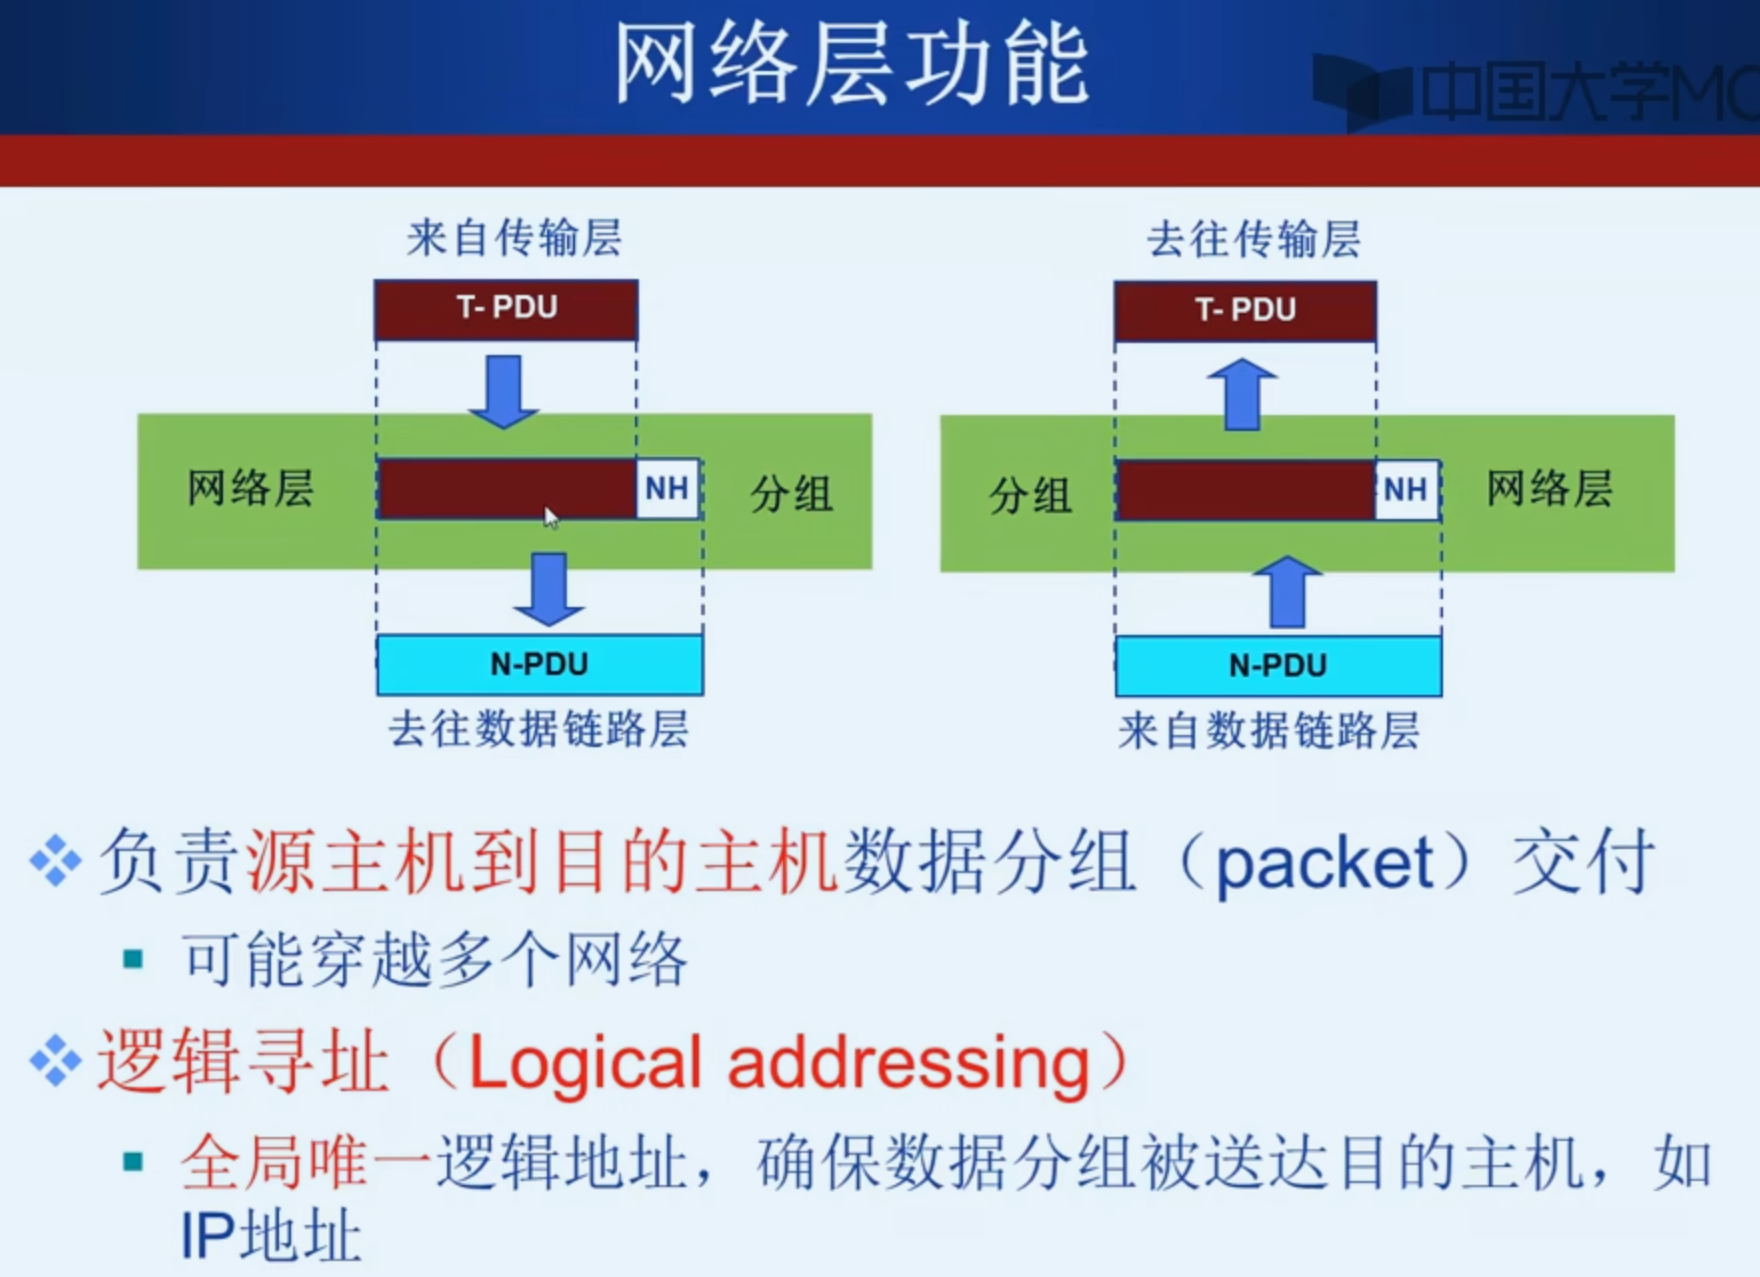 网络层功能
中国大学MO
来自传输层
去往传输层
T- PDU
T- PDU
网络层
NH
分组
分组
NH
网络层
N-PDU
N-PDU
去往数据链路层
来自数据链路层
负责源主机到目的主机数据分组（packet）交付
可能穿越多个网络
逻辑寻址（Logical addressing）
全局唯一逻辑地址，确保数据分组被送达目的主机，如
IP地址